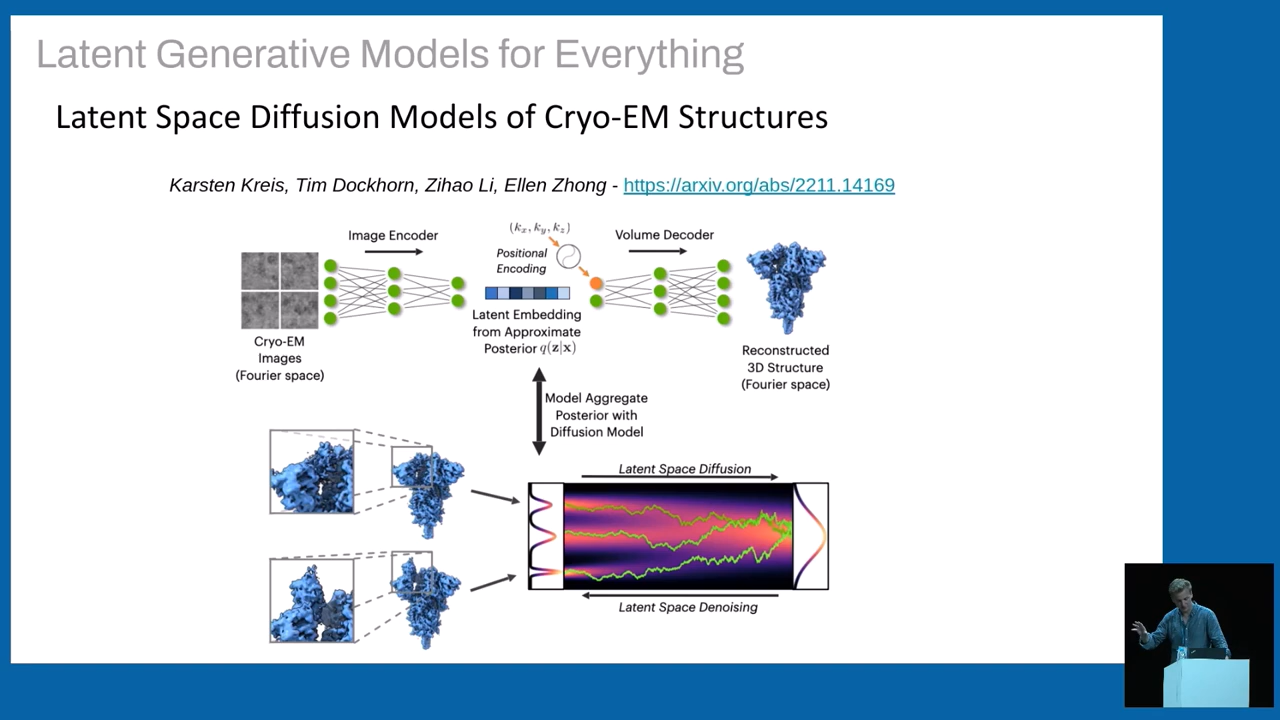 Latent Generative Models for Everything
Latent Space Diffusion Models of Cryo-EM Structures
Karsten Kreis, Tim Dockhorn, Zihao Li, Ellen Zhong - https://arxiv.org/abs/2211.14169
Image Encoder
(kx, ky, kz)
Positional
Encoding
Volume Decoder
Cryo-EM
Images
(Fourier space)
Latent Embedding
from Approximate
Posterior q(z|x)
Reconstructed
3D Structure
(Fourier space)
Model Aggregate
Posterior with
Diffusion Model
Latent Space Diffusion
Latent Space Denoising